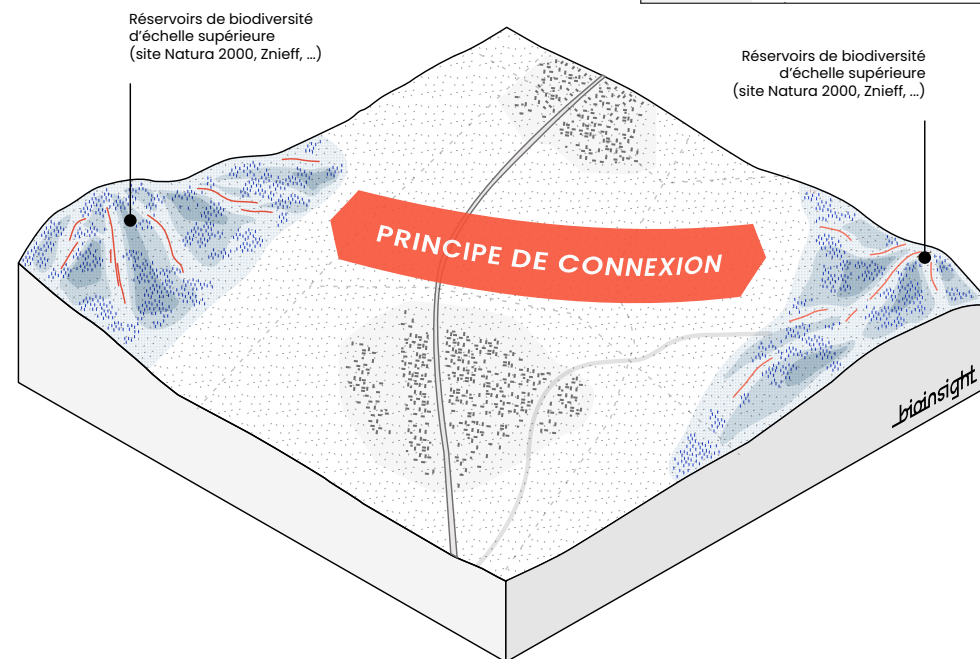 Réservoirs de biodiversité
d'échelle supérieure
(site Natura 2000, Znieff, ...)
Réservoirs de biodiversité
d'échelle supérieure
(site Natura 2000, Znieff, ...)
PRINCIPE DE CONNEXION
bioinsight